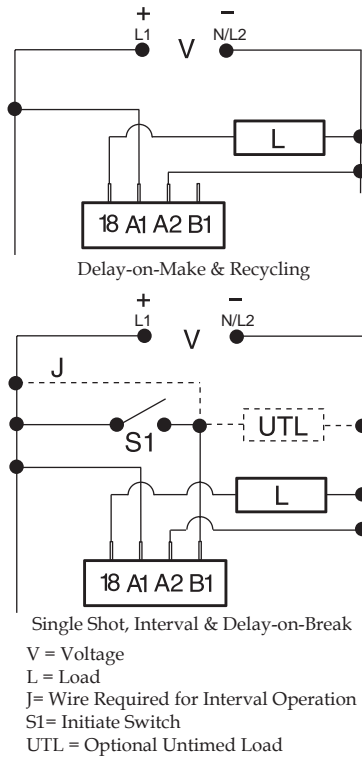 + −
L1 V N/L2
L
18 A1 A2 B1
Delay-on-Make & Recycling
+ −
L1 V N/L2
J
S1 UTL
L
18 A1 A2 B1
Single Shot, Interval & Delay-on-Break
V = Voltage
L = Load
J= Wire Required for Interval Operation
S1= Initiate Switch
UTL = Optional Untimed Load